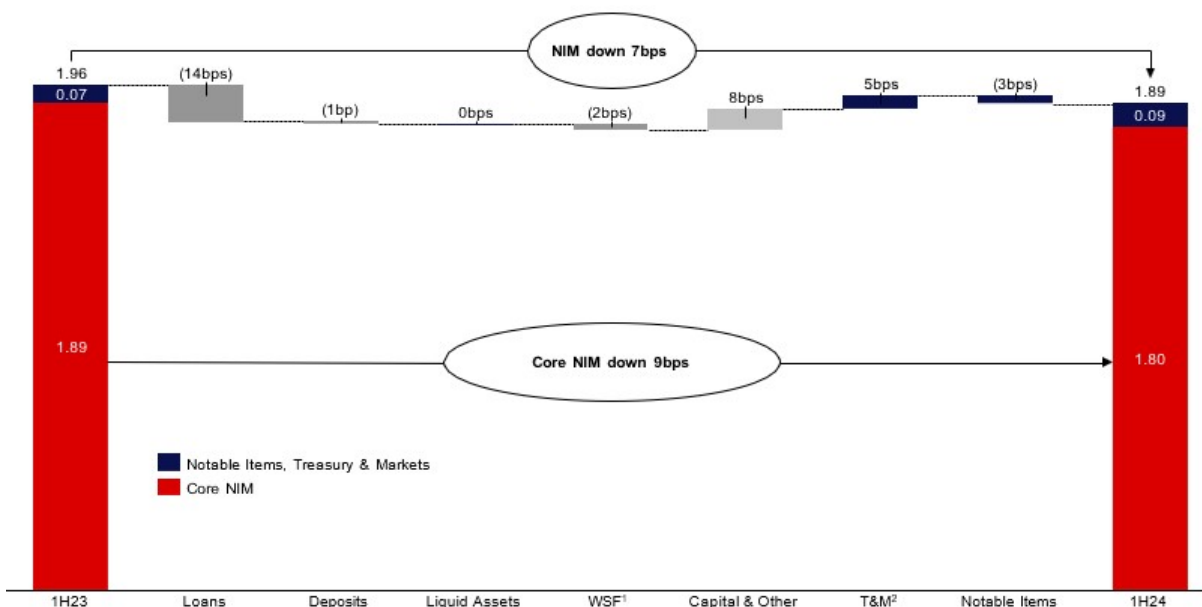 NIM down 7bps
1.96
0.07
(14bps)
(1bp)
0bps
(2bps)
8bps
5bps
(3bps)
1.89
0.09
1.89
Core NIM down 9bps
1.80
Notable Items, Treasury & Markets
Core NIM
1H23 Loans Deposits Liquid Assets WSF¹ Capital & Other T&M² Notable Items 1H24